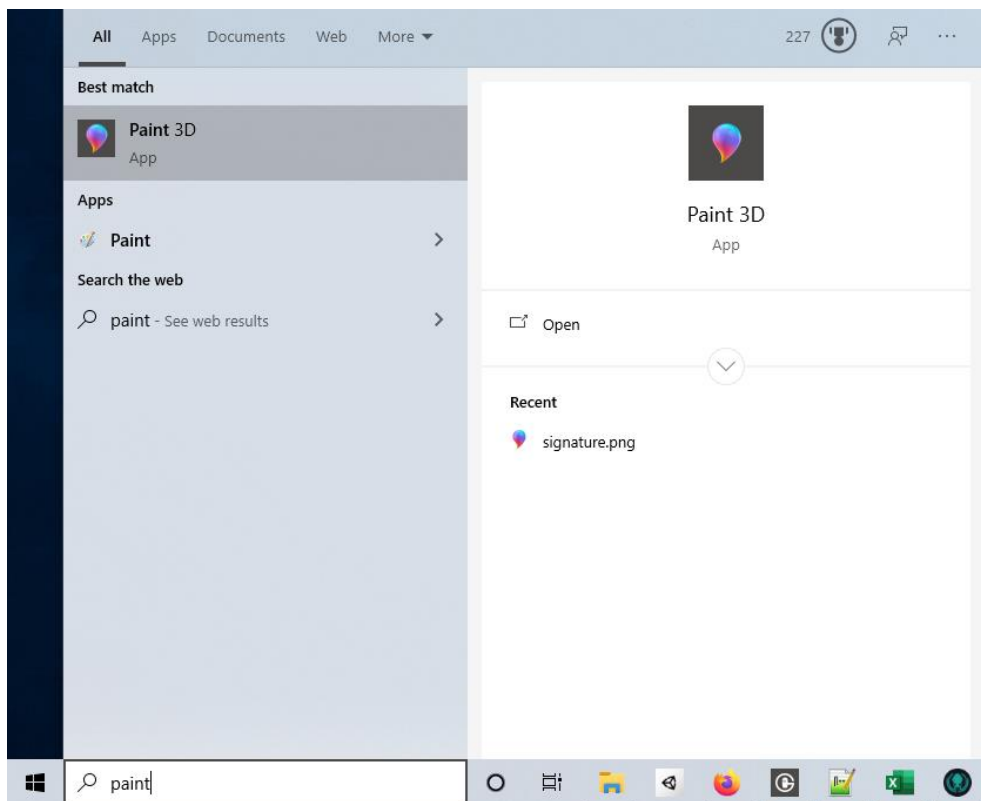 All Apps Documents Web More 227
Best match
Paint 3D
App
Apps
Paint
Search the web
paint - See web results
Paint 3D
App
Open
Recent
signature.png
paint